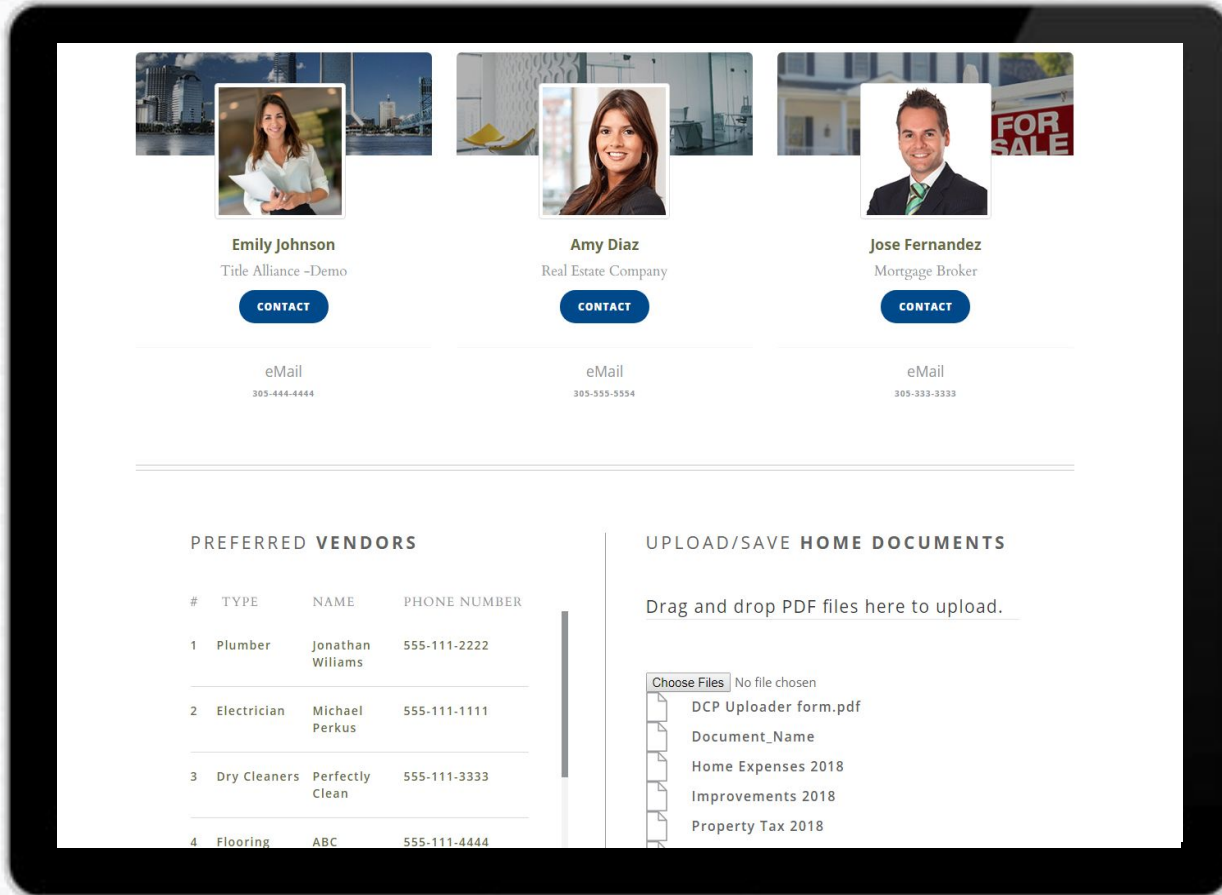 FOR
SALE
Emily Johnson
Title Alliance -Demo
CONTACT
eMail
305-444-4444
Amy Diaz
Real Estate Company
CONTACT
eMail
305-555-5554
Jose Fernandez
Mortgage Broker
CONTACT
eMail
305-333-3333
PREFERRED VENDORS
# TYPE NAME PHONE NUMBER
1 Plumber Jonathan Wiliams 555-111-2222
2 Electrician Michael Perkus 555-111-1111
3 Dry Cleaners Perfectly Clean 555-111-3333
4 Flooring ABC 555-111-4444
UPLOAD/SAVE HOME DOCUMENTS
Drag and drop PDF files here to upload.
Choose Files No file chosen
DCP Uploader form.pdf
Document_Name
Home Expenses 2018
Improvements 2018
Property Tax 2018